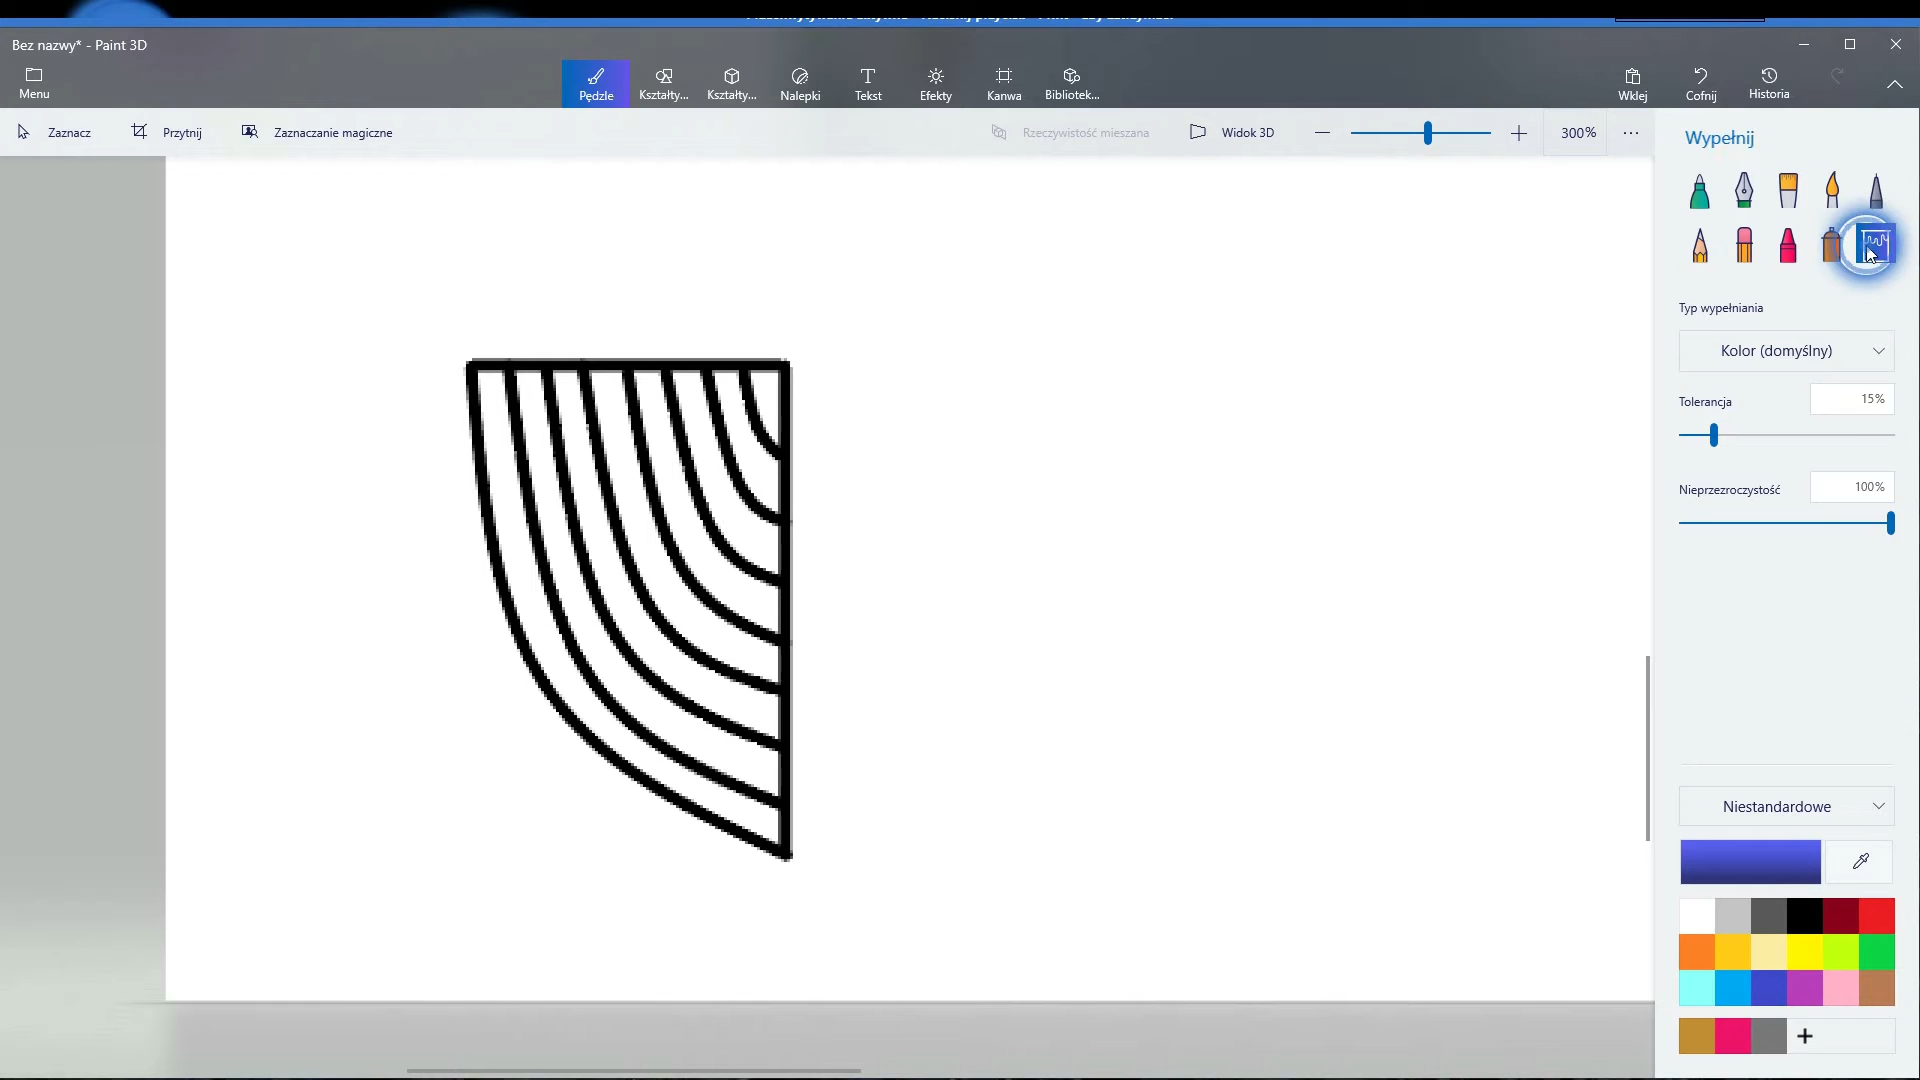 Bez nazwy* - Paint 3D
Menu
Pędzle
Kształty...
Kształty...
Nalepki
Tekst
Efekty
Kanwa
Bibliotek...
Wklej
Cofnij
Historia
Zaznacz
Przytnij
Zaznaczanie magiczne
Rzeczywistość mieszana
Widok 3D
300%
Wypełnij
Typ wypełniania
Kolor (domyślny)
Tolerancja
15%
Nieprzezroczystość
100%
Niestandardowe